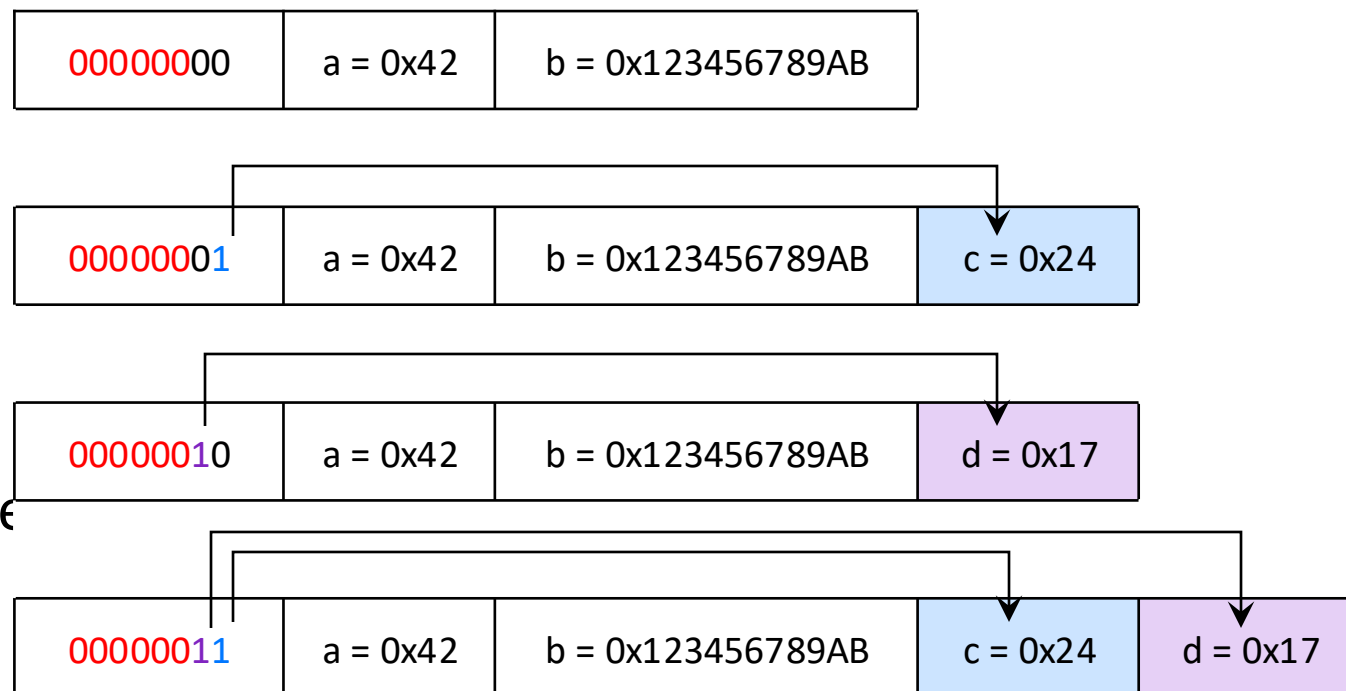 00000000 a = 0x42 b = 0x123456789AB
00000001 a = 0x42 b = 0x123456789AB c = 0x24
00000010 a = 0x42 b = 0x123456789AB d = 0x17
00000011 a = 0x42 b = 0x123456789AB c = 0x24 d = 0x17